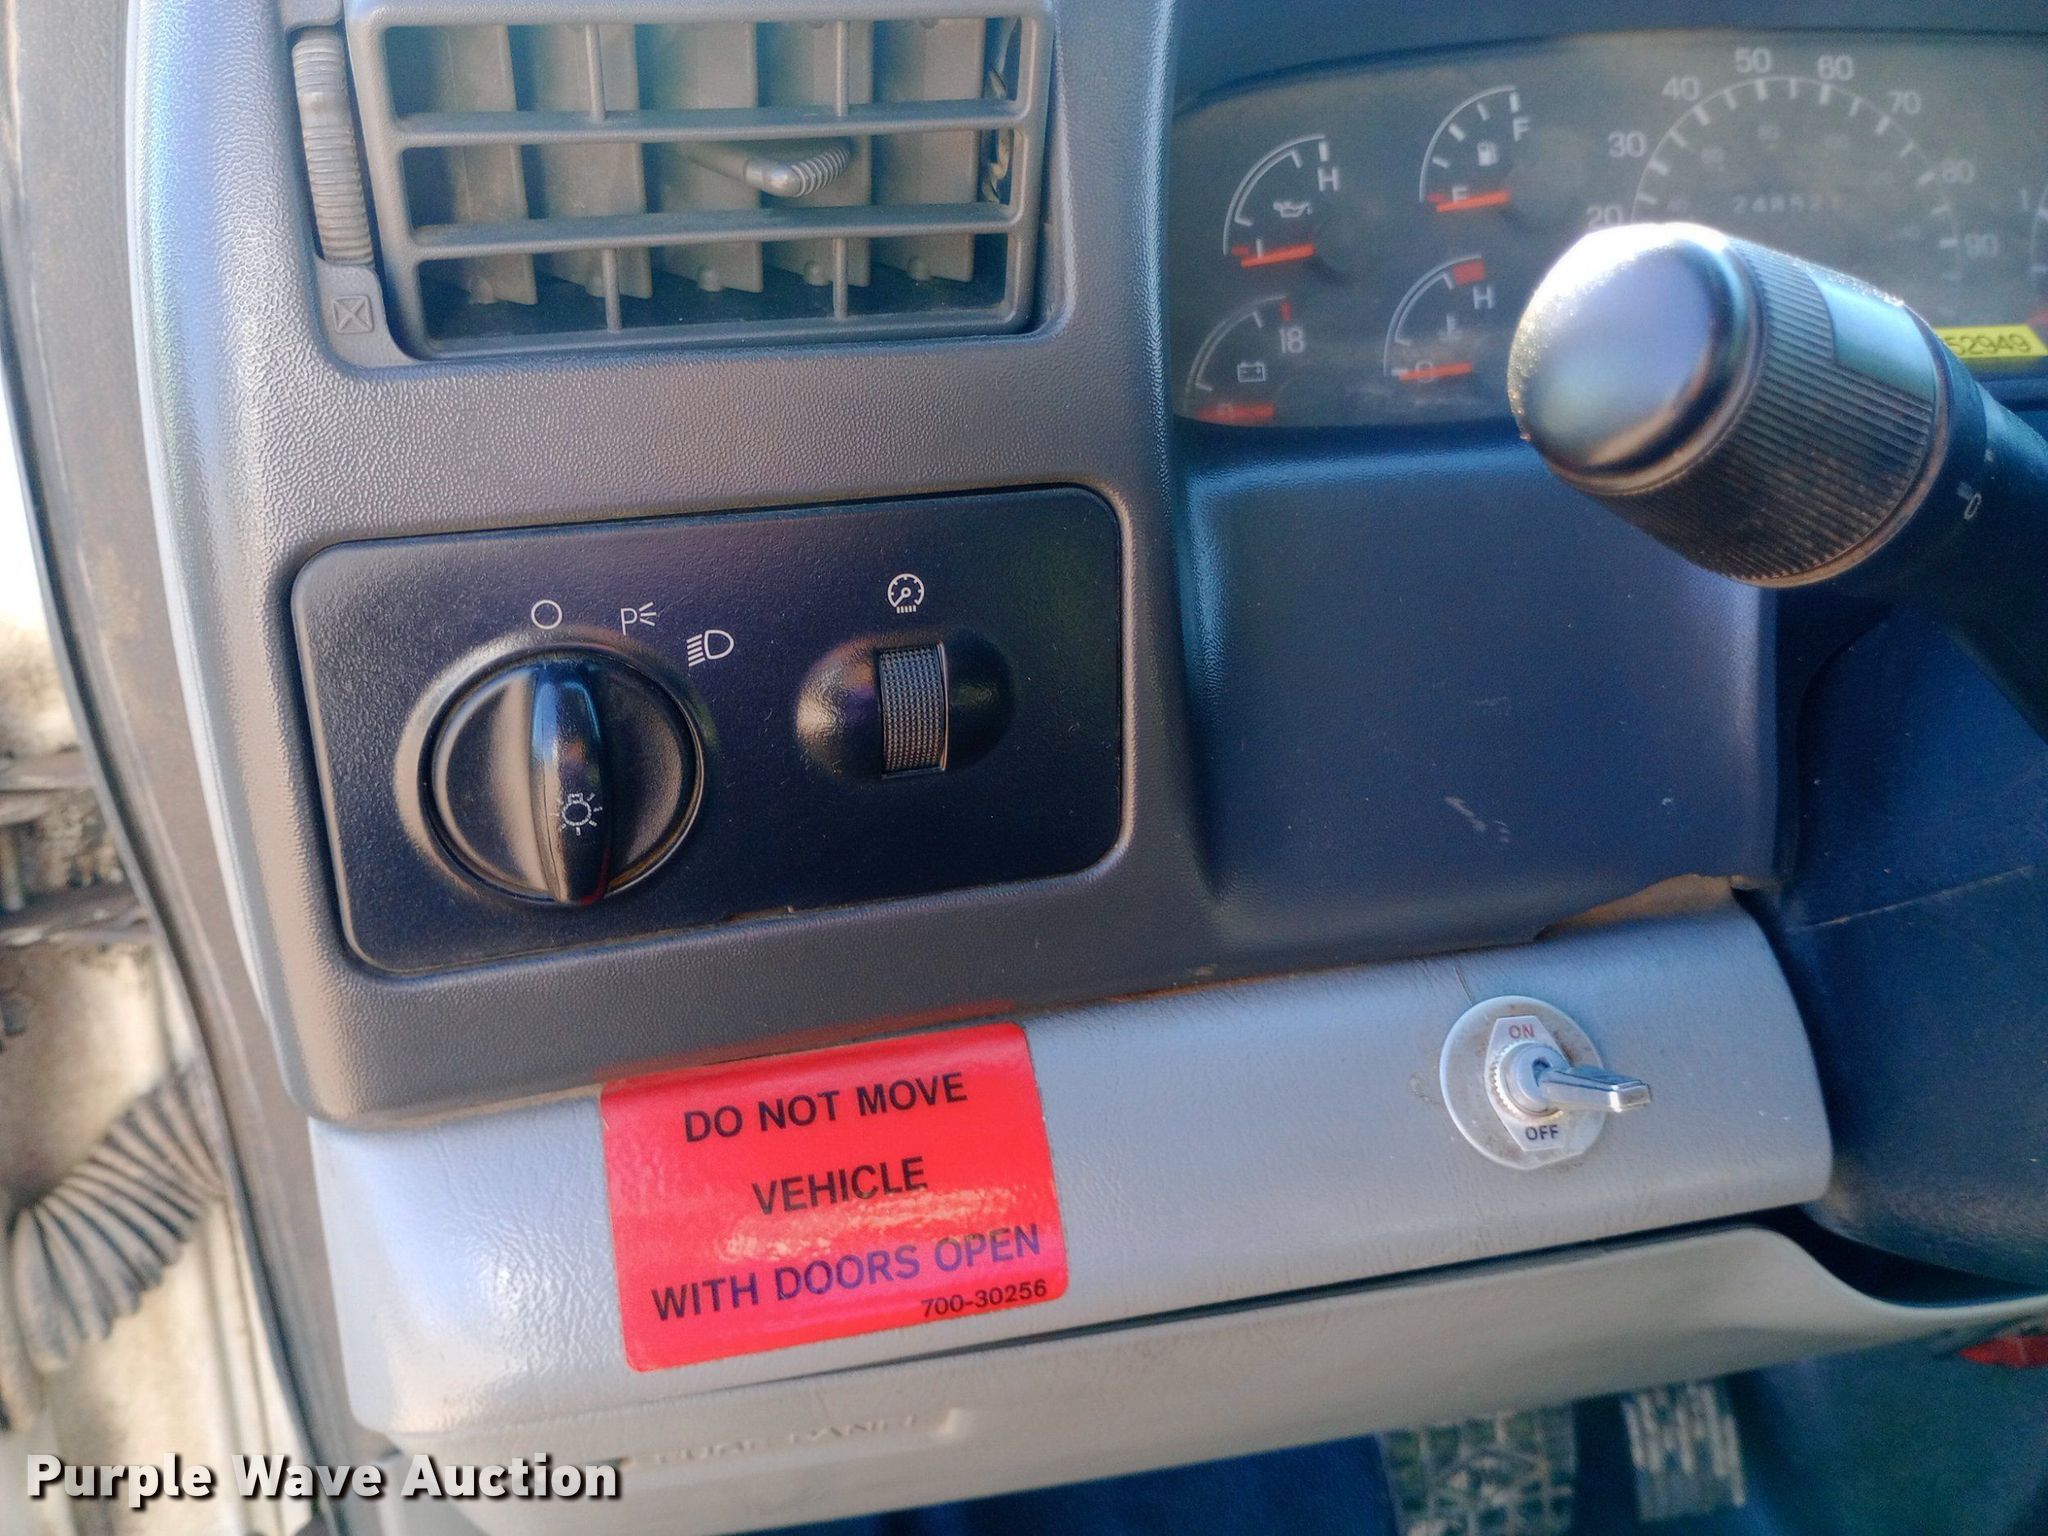 50 60
40 70
F
30
H
E
20
90
H
18
52949
P
ON
OFF
DO NOT MOVE
VEHICLE
WITH DOORS OPEN
700-30256
Purple Wave Auction